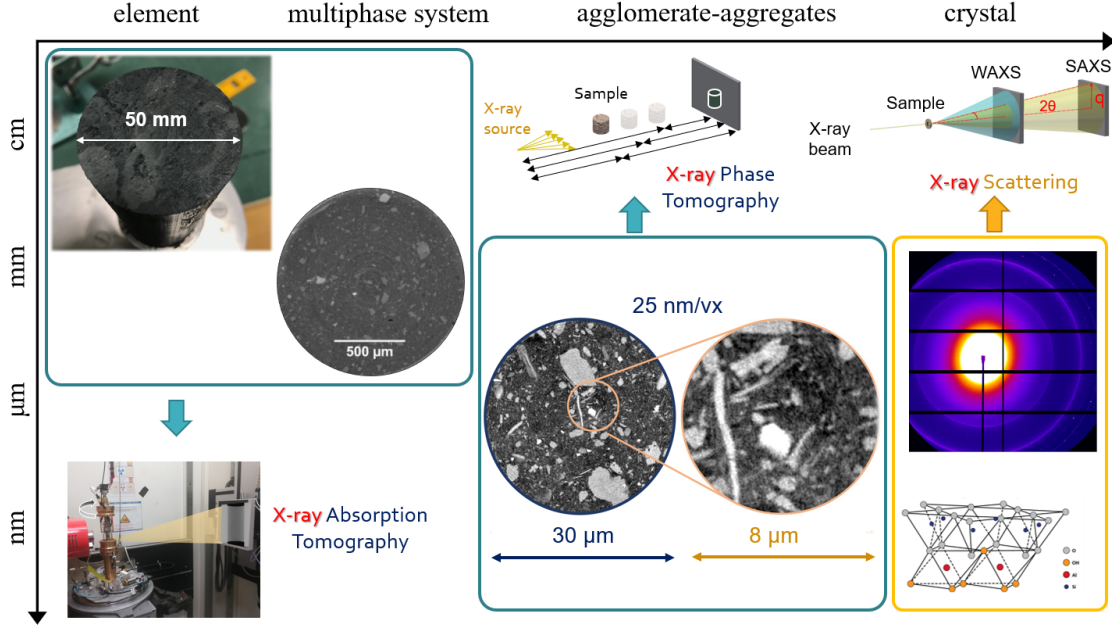 element
multiphase system
agglomerate-aggregates
crystal
cm
mm
µm
nm
50 mm
500 µm
X-ray Absorption
Tomography
X-ray
source
Sample
X-ray Phase
Tomography
25 nm/vx
30 µm
8 µm
SAXS
WAXS
2θ
q
Sample
X-ray
beam
X-ray Scattering
O
OH
Al
Si